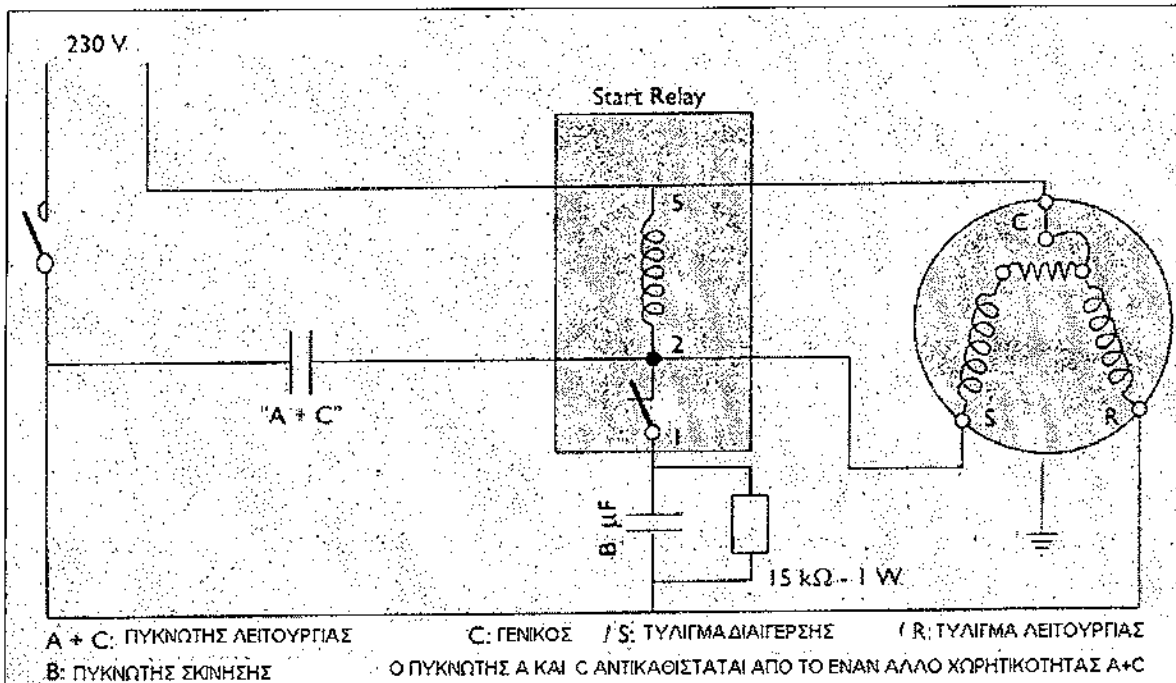 230 V
Start Relay
5
C
2
"A + C"
1
S
R
B μF
15 kΩ - 1 W
A + C: ΠΥΚΝΩΤΗΣ ΛΕΙΤΟΥΡΓΙΑΣ C: ΓΕΝΙΚΟΣ / S: ΤΥΛΙΓΜΑ ΔΙΑΙΓΕΡΣΗΣ / R: ΤΥΛΙΓΜΑ ΛΕΙΤΟΥΡΓΙΑΣ
B: ΠΥΚΝΩΤΗΣ ΣΚΙΝΗΣΗΣ Ο ΠΥΚΝΩΤΗΣ Α ΚΑΙ C ΑΝΤΙΚΑΘΙΣΤΑΤΑΙ ΑΠΟ ΤΟ ΕΝΑΝ ΑΛΛΟ ΧΩΡΗΤΙΚΟΤΗΤΑΣ Α+C